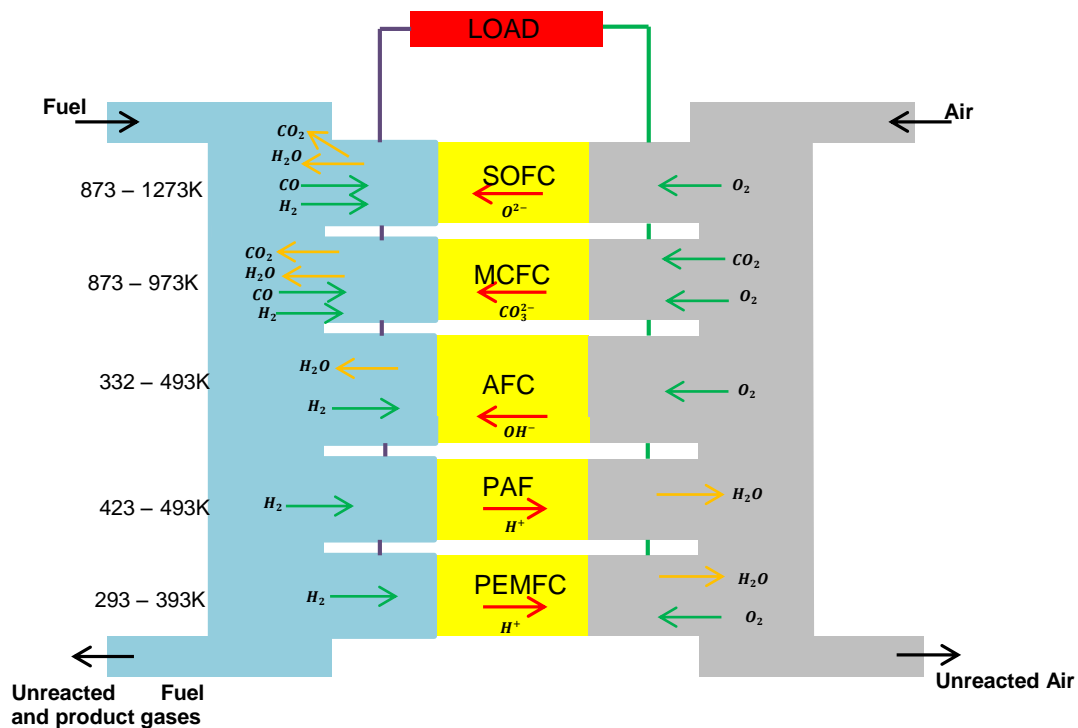 LOAD
Fuel
Air
CO₂
H₂O
873 – 1273K
CO
H₂
SOFC
O²⁻
O₂
CO₂
H₂O
873 – 973K
CO
H₂
MCFC
CO₃²⁻
CO₂
O₂
H₂O
332 – 493K
H₂
AFC
OH⁻
O₂
423 – 493K
H₂
PAF
H⁺
H₂O
293 – 393K
H₂
PEMFC
H⁺
H₂O
O₂
Unreacted Fuel
and product gases
Unreacted Air